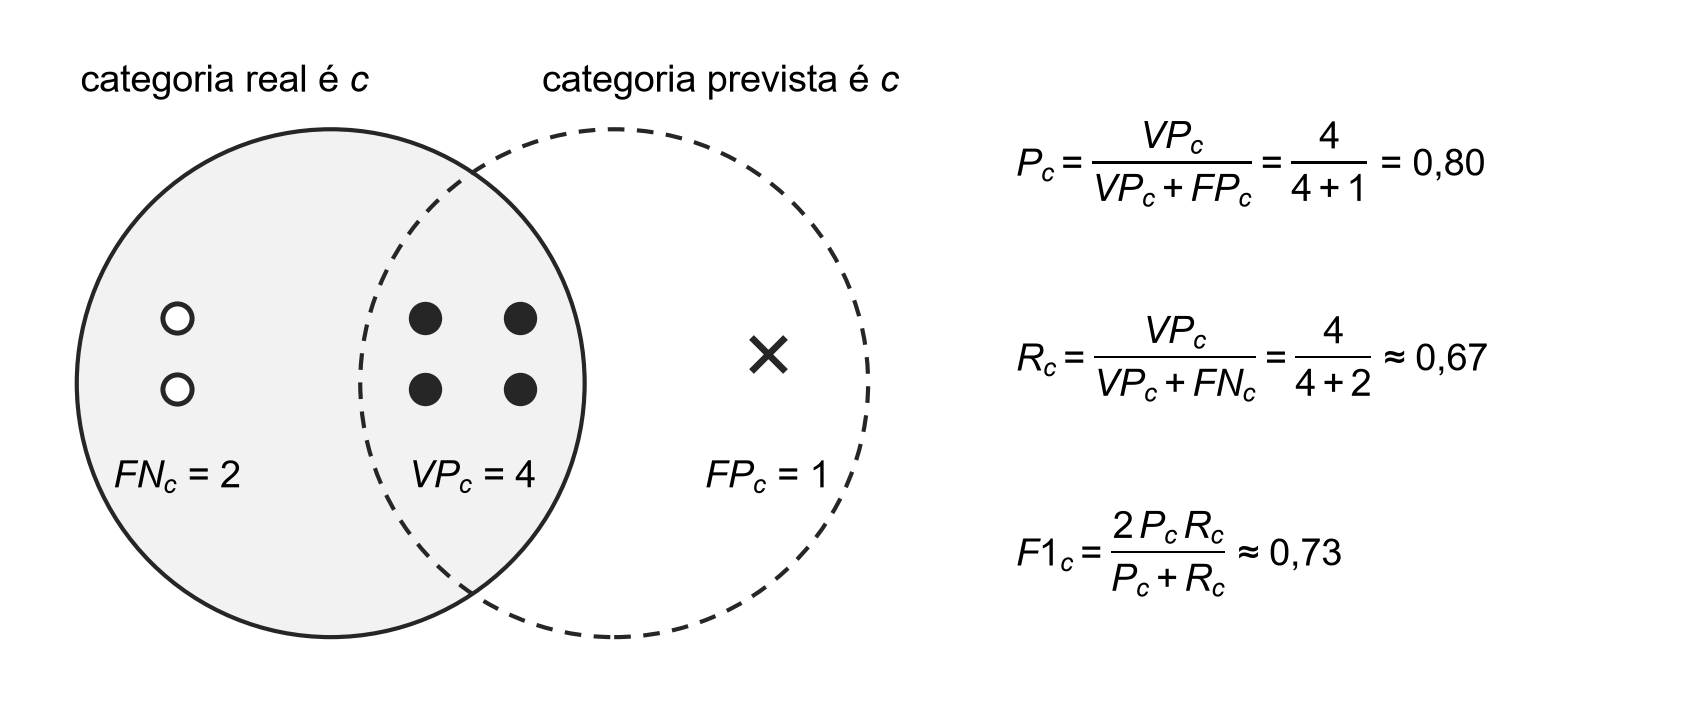 categoria real é c
categoria prevista é c
FN_c = 2
VP_c = 4
FP_c = 1
P_c = VP_c / (VP_c + FP_c) = 4 / (4 + 1) = 0,80
R_c = VP_c / (VP_c + FN_c) = 4 / (4 + 2) ≈ 0,67
F1_c = 2 P_c R_c / (P_c + R_c) ≈ 0,73